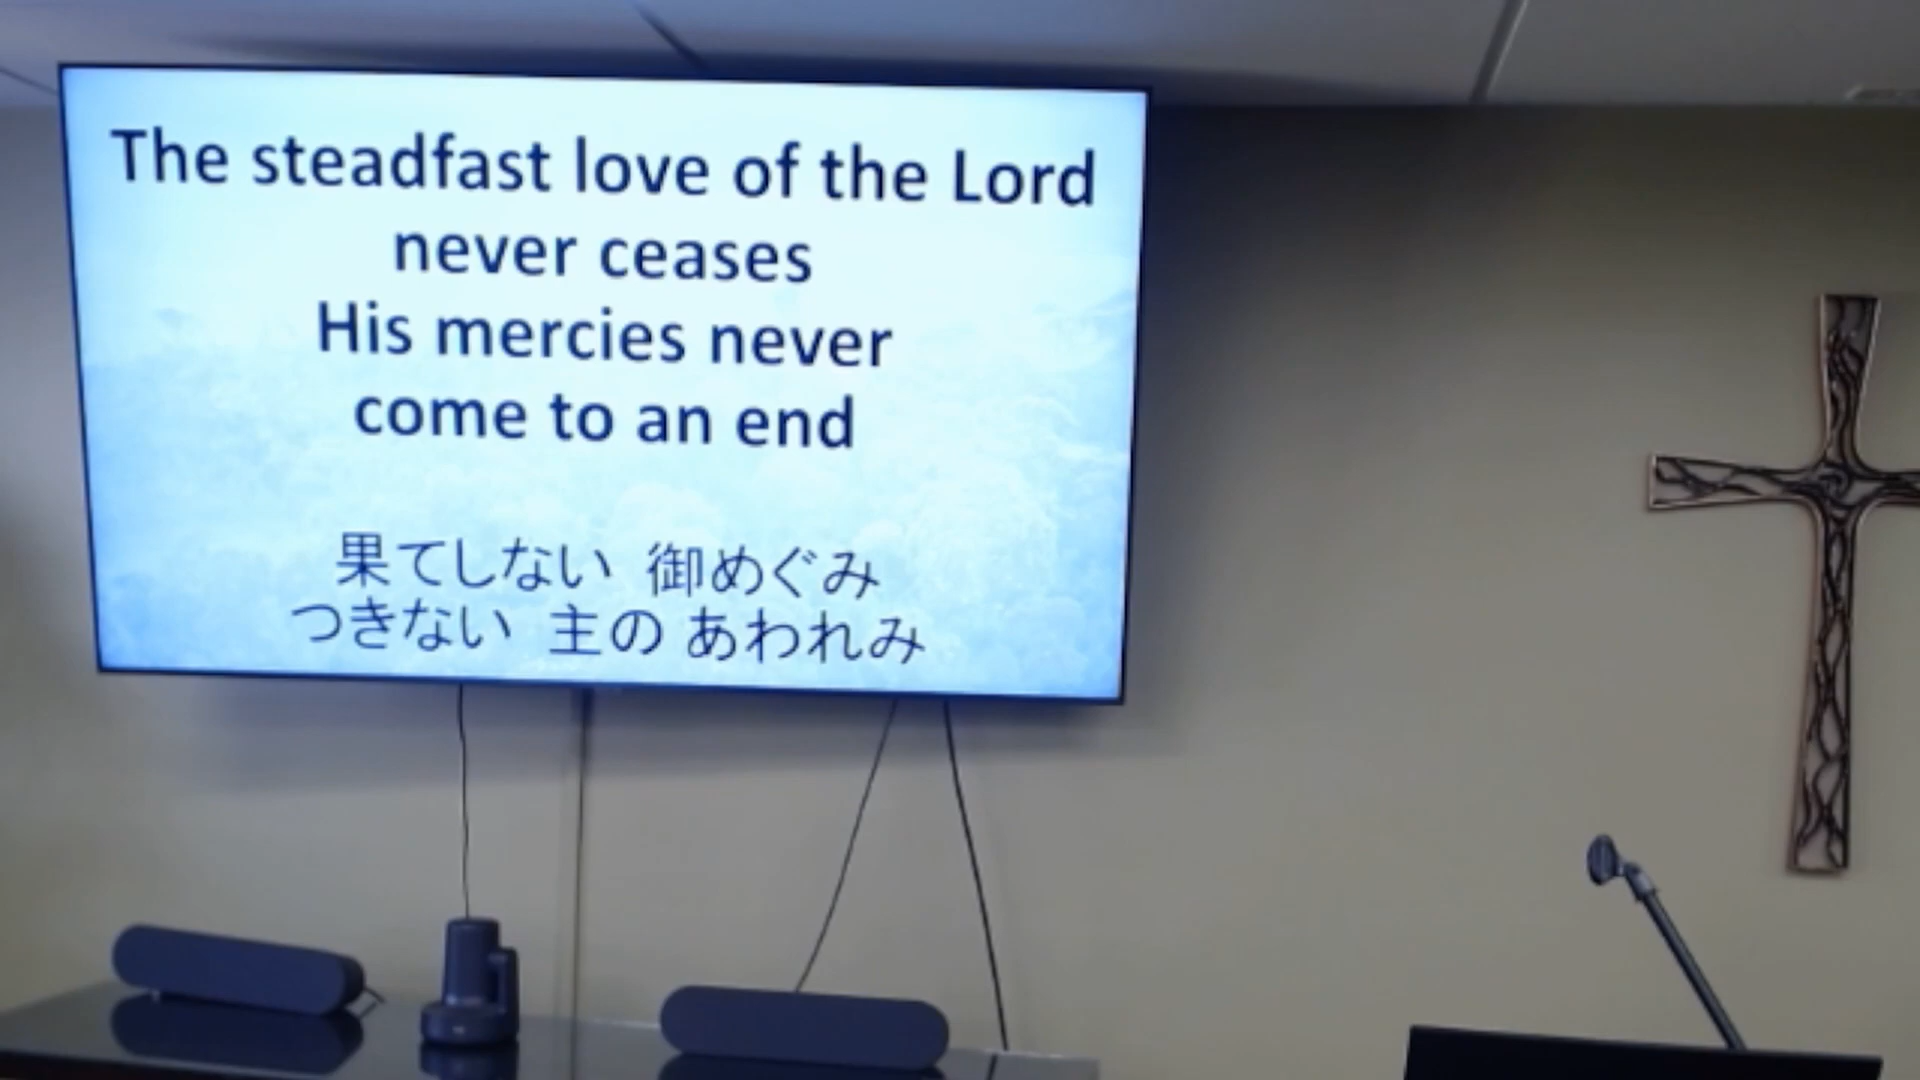 The steadfast love of the Lord
never ceases
His mercies never
come to an end
果てしない 御めぐみ
つきない 主の あわれみ